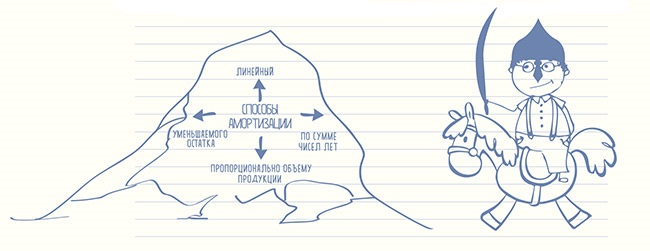 ЛИНЕЙНЫЙ
СПОСОБЫ
АМОРТИЗАЦИИ
УМЕНЬШАЕМОГО
ОСТАТКА
ПО СУММЕ
ЧИСЕЛ ЛЕТ
ПРОПОРЦИОНАЛЬНО ОБЪЕМУ
ПРОДУКЦИИ